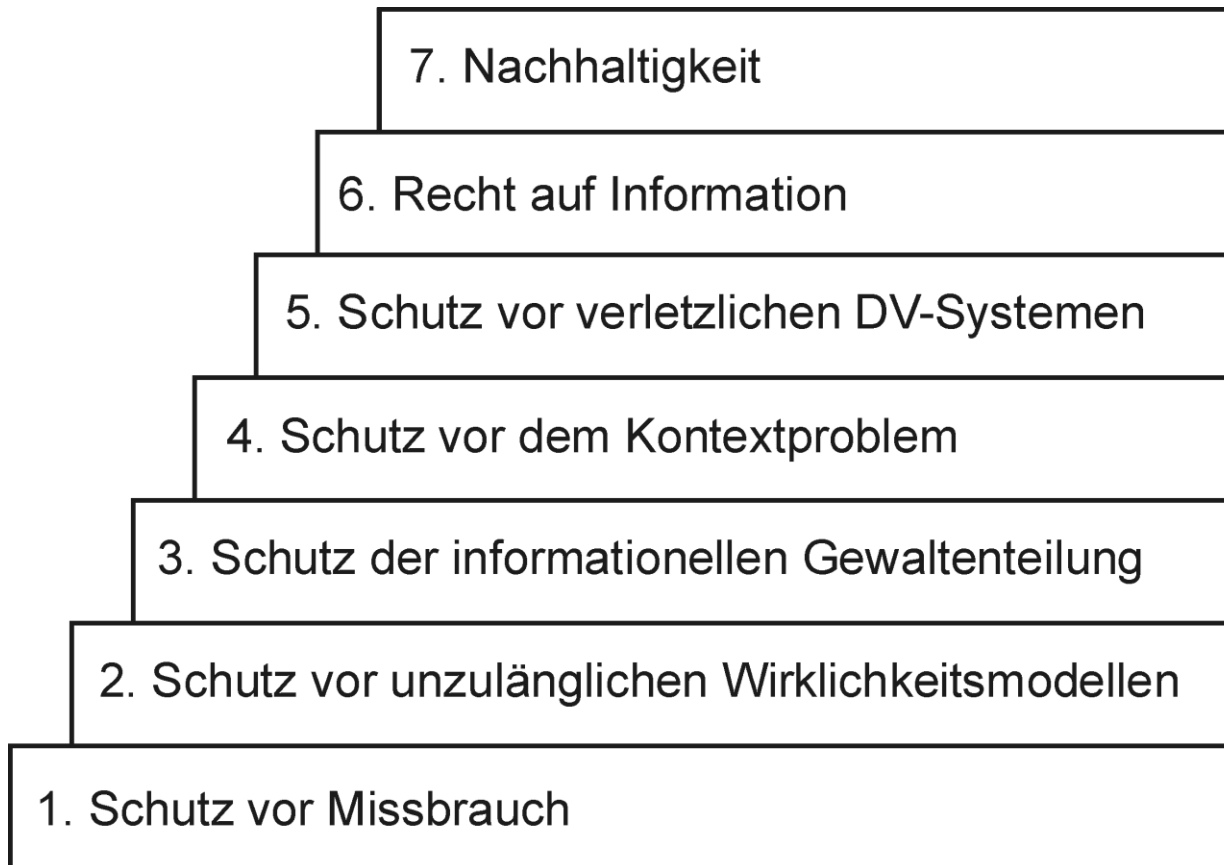 7. Nachhaltigkeit
6. Recht auf Information
5. Schutz vor verletzlichen DV-Systemen
4. Schutz vor dem Kontextproblem
3. Schutz der informationellen Gewaltenteilung
2. Schutz vor unzulänglichen Wirklichkeitsmodellen
1. Schutz vor Missbrauch